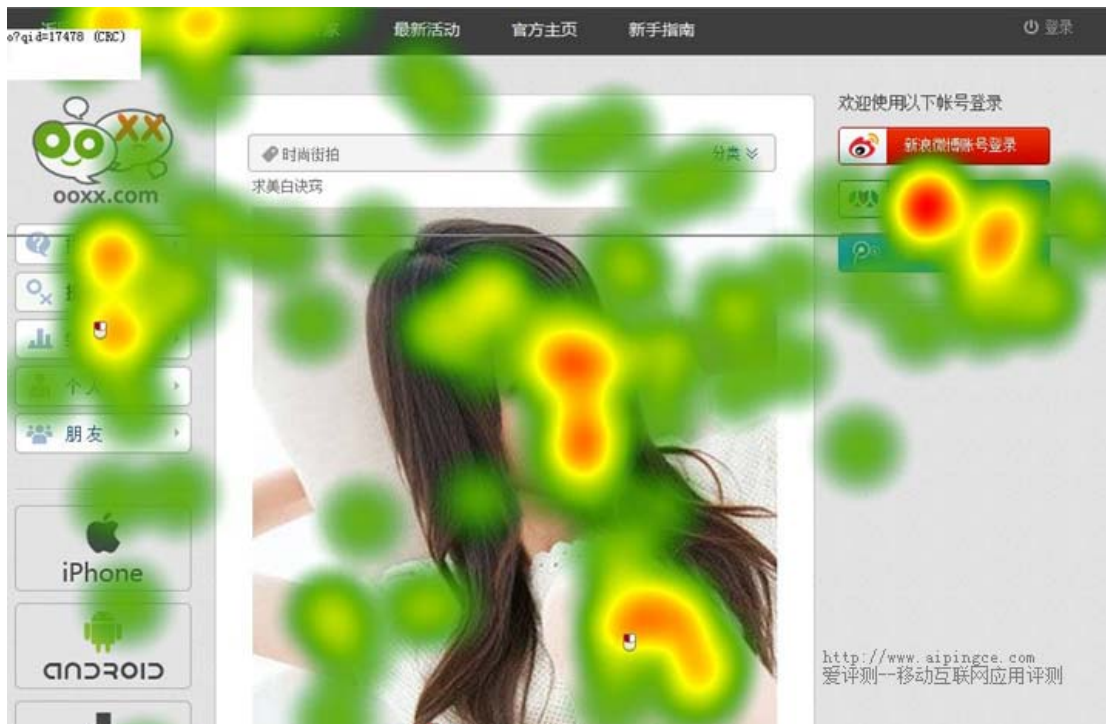 o?qid=17478 (CRC)
最新活动
官方主页
新手指南
登录
ooxx.com
时尚街拍
分类
求美白诀窍
欢迎使用以下帐号登录
新浪微博账号登录
个人
朋友
iPhone
ANDROID
http://www.aipingce.com
爱评测--移动互联网应用评测